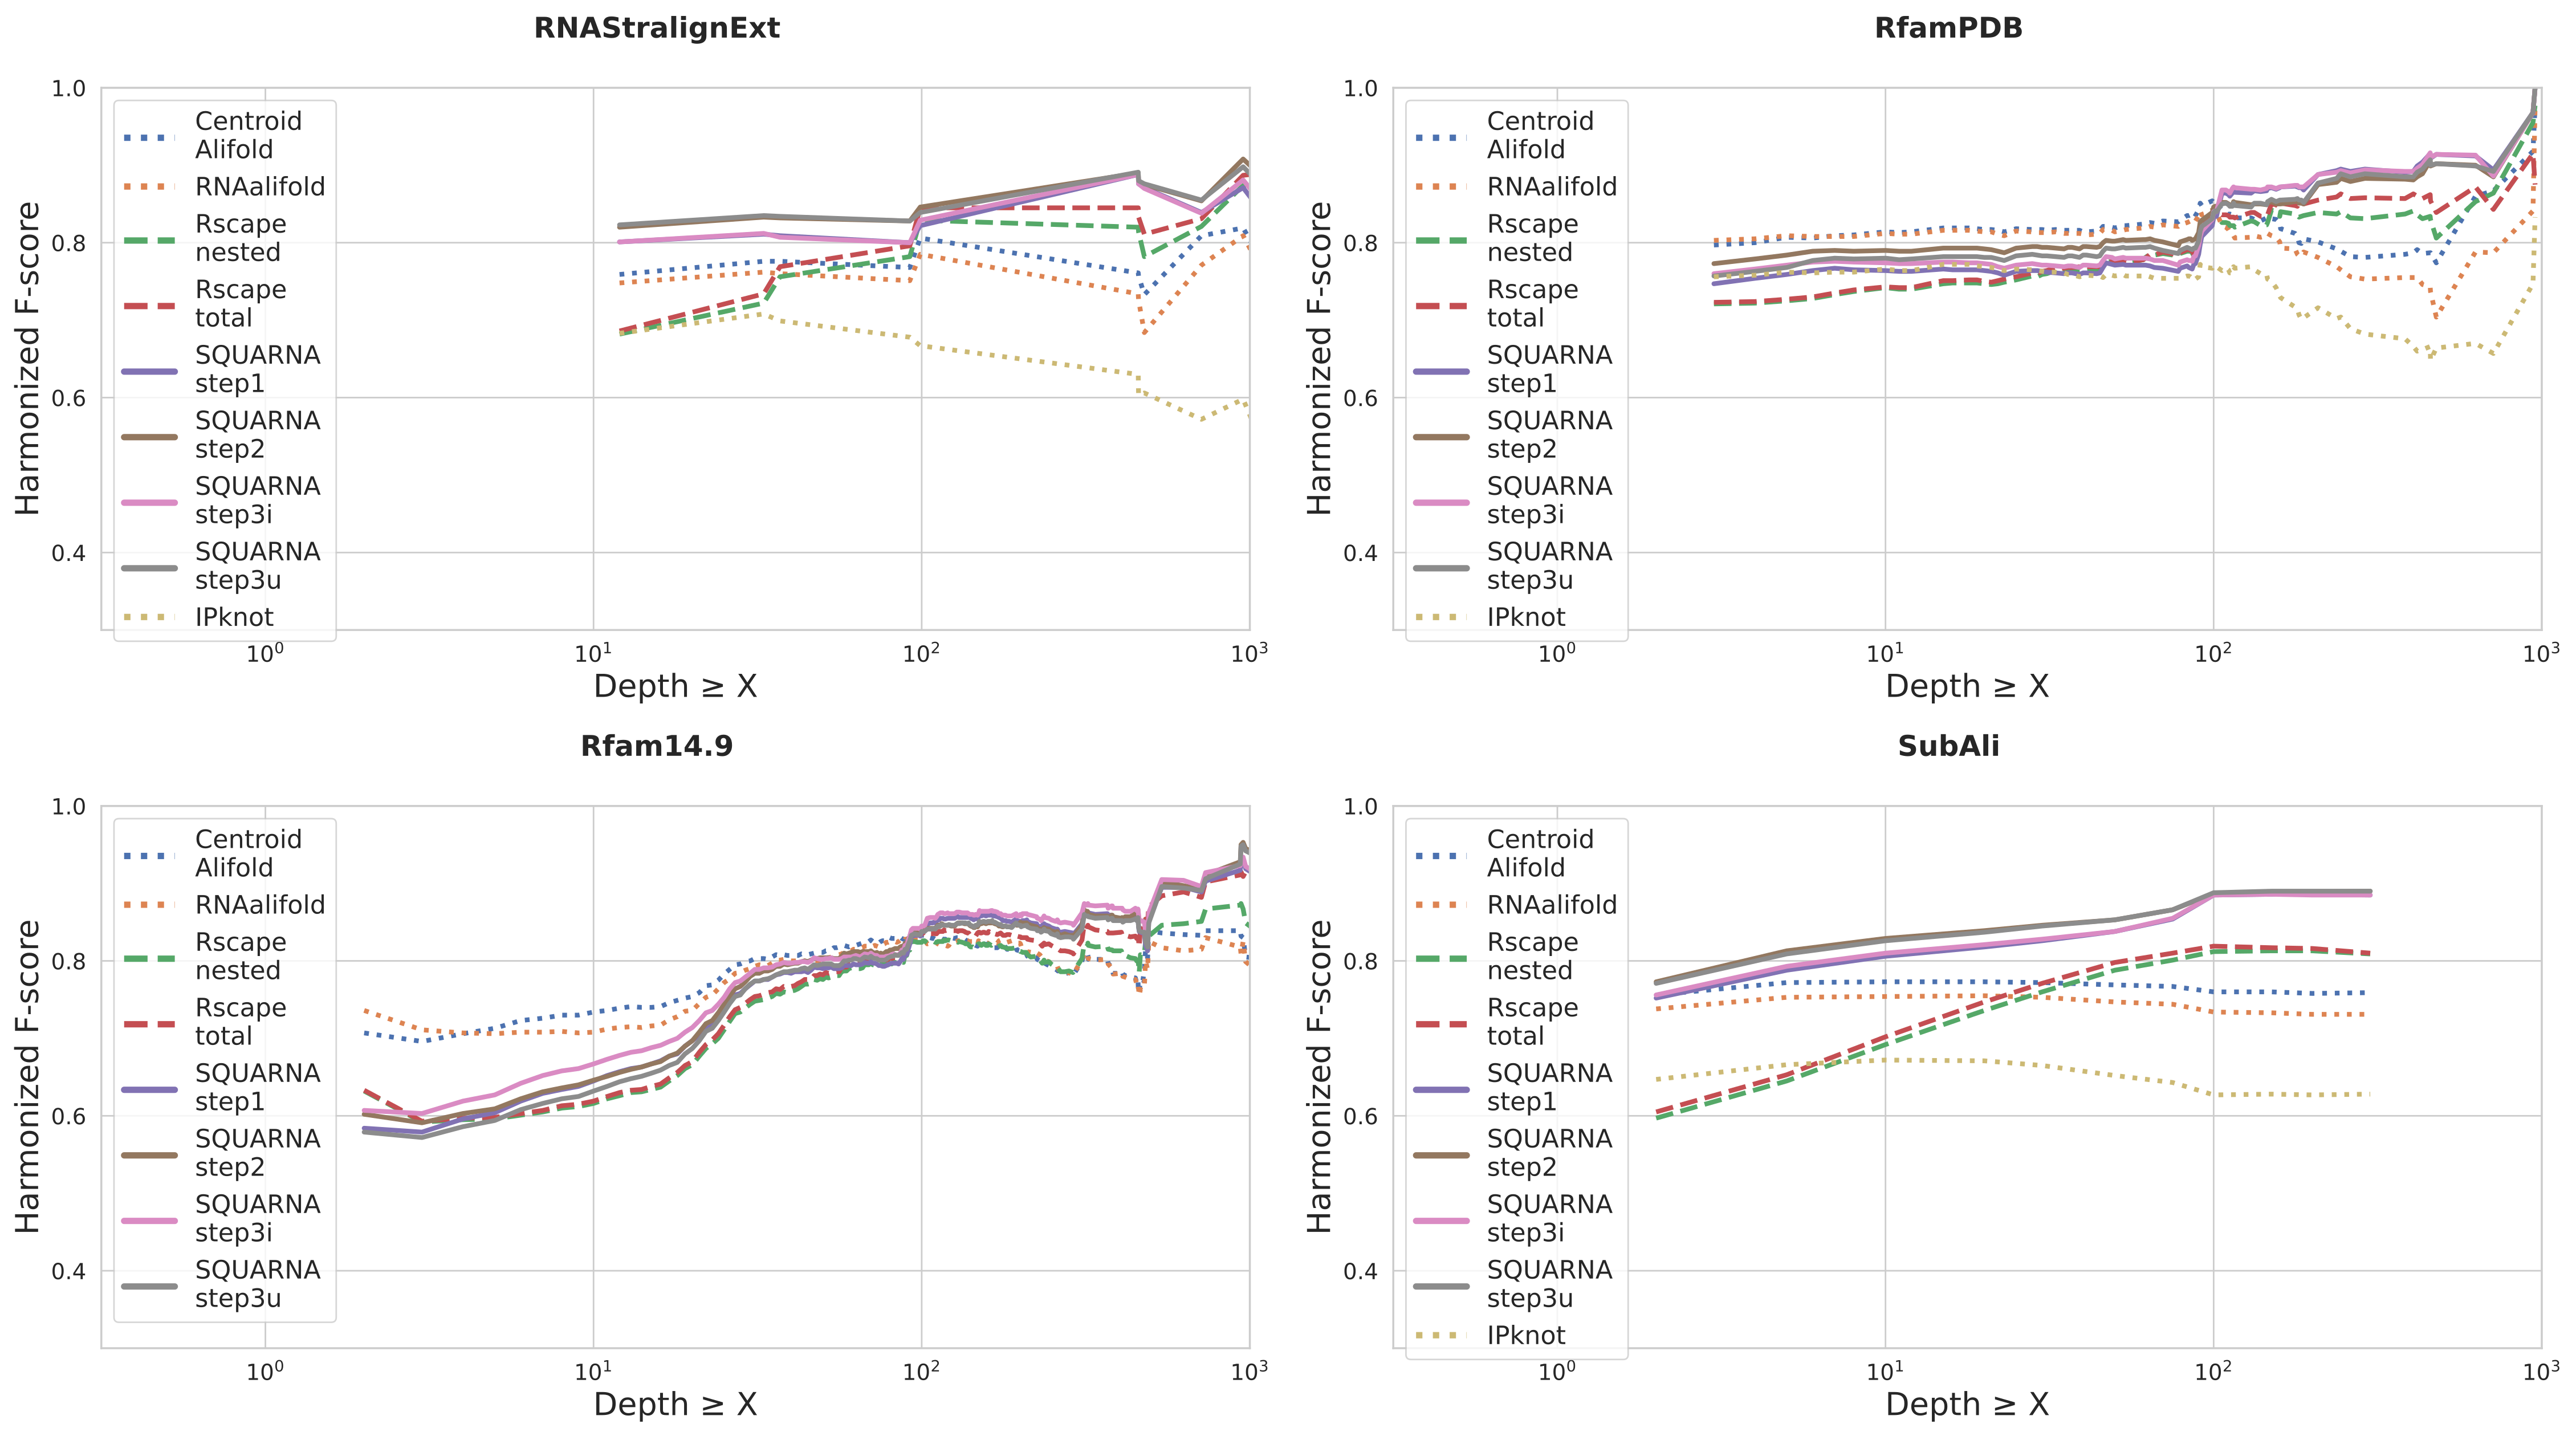 RNAStralignExt
Harmonized F-score
1.0
0.8
0.6
0.4
Centroid
Alifold
RNAalifold
Rscape
nested
Rscape
total
SQUARNA
step1
SQUARNA
step2
SQUARNA
step3i
SQUARNA
step3u
IPknot
10⁰ 10¹ 10² 10³
Depth ≥ X
RfamPDB
Harmonized F-score
1.0
0.8
0.6
0.4
Centroid
Alifold
RNAalifold
Rscape
nested
Rscape
total
SQUARNA
step1
SQUARNA
step2
SQUARNA
step3i
SQUARNA
step3u
IPknot
10⁰ 10¹ 10² 10³
Depth ≥ X
Rfam14.9
Harmonized F-score
1.0
0.8
0.6
0.4
Centroid
Alifold
RNAalifold
Rscape
nested
Rscape
total
SQUARNA
step1
SQUARNA
step2
SQUARNA
step3i
SQUARNA
step3u
10⁰ 10¹ 10² 10³
Depth ≥ X
SubAli
Harmonized F-score
1.0
0.8
0.6
0.4
Centroid
Alifold
RNAalifold
Rscape
nested
Rscape
total
SQUARNA
step1
SQUARNA
step2
SQUARNA
step3i
SQUARNA
step3u
IPknot
10⁰ 10¹ 10² 10³
Depth ≥ X